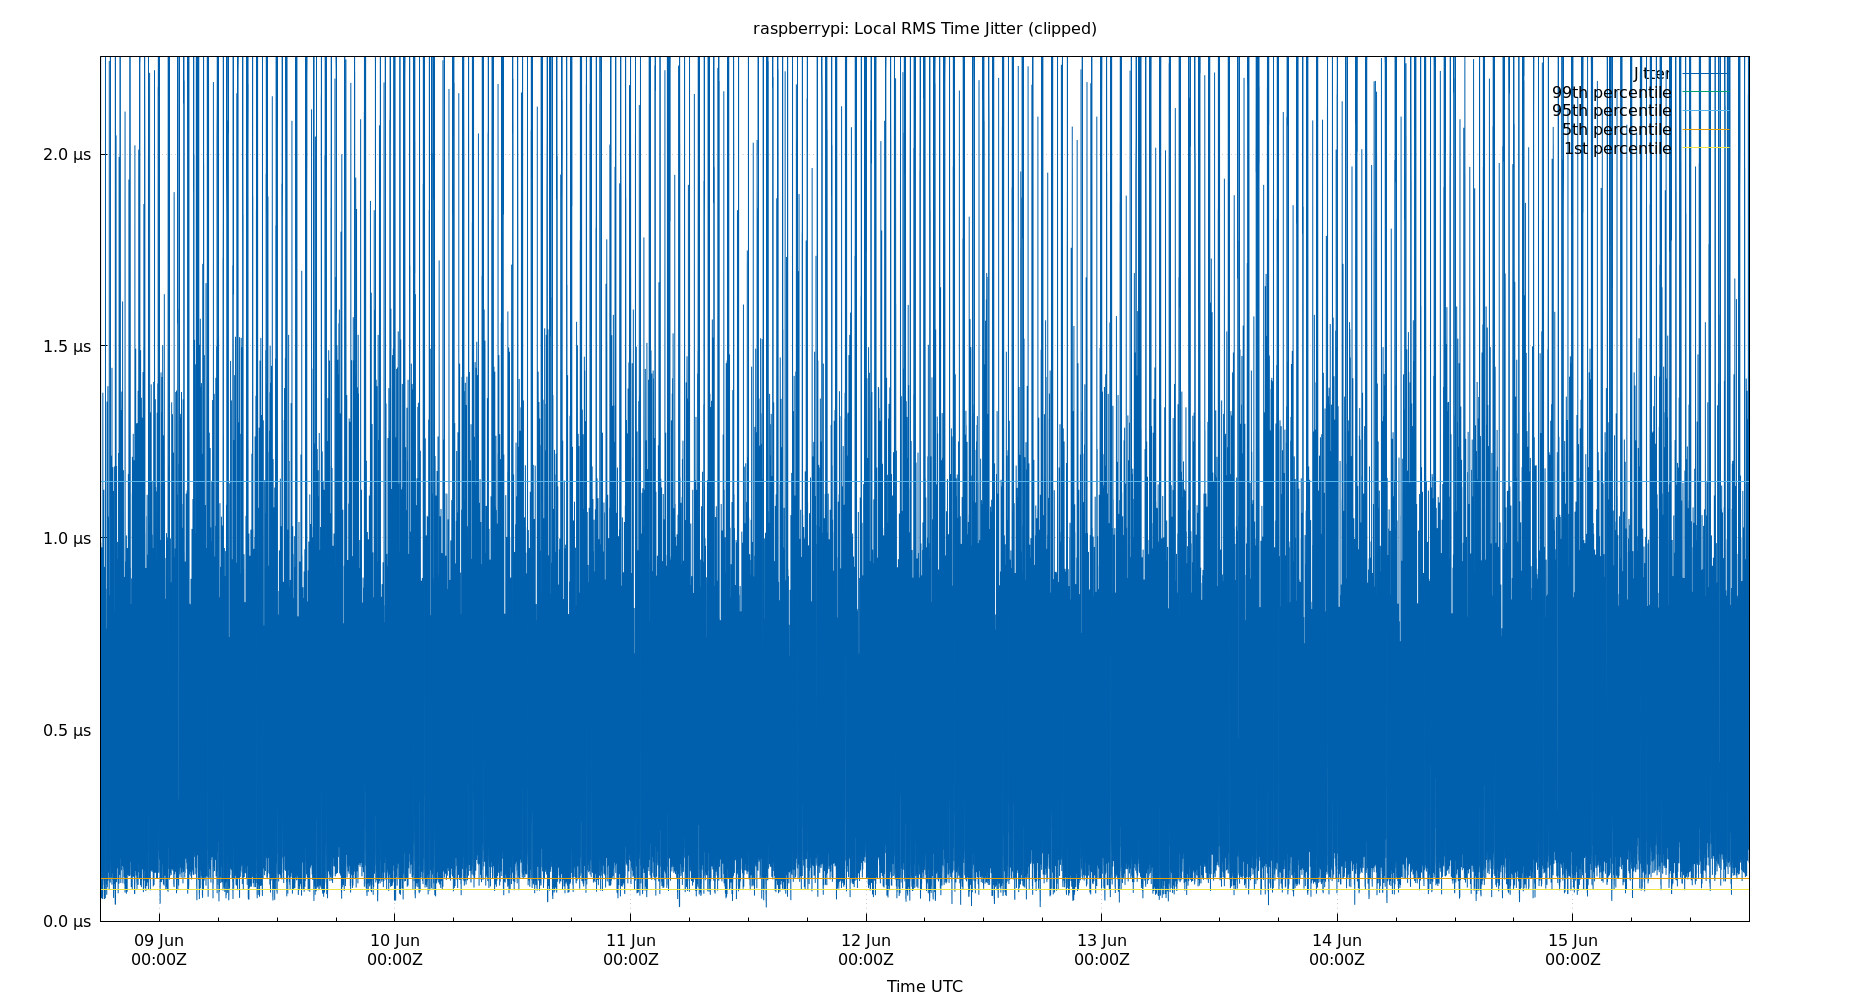 raspberrypi: Local RMS Time Jitter (clipped)
Jitter
99th percentile
95th percentile
5th percentile
1st percentile
2.0 µs
1.5 µs
1.0 µs
0.5 µs
0.0 µs
09 Jun 10 Jun 11 Jun 12 Jun 13 Jun 14 Jun 15 Jun
00:00Z 00:00Z 00:00Z 00:00Z 00:00Z 00:00Z 00:00Z
Time UTC